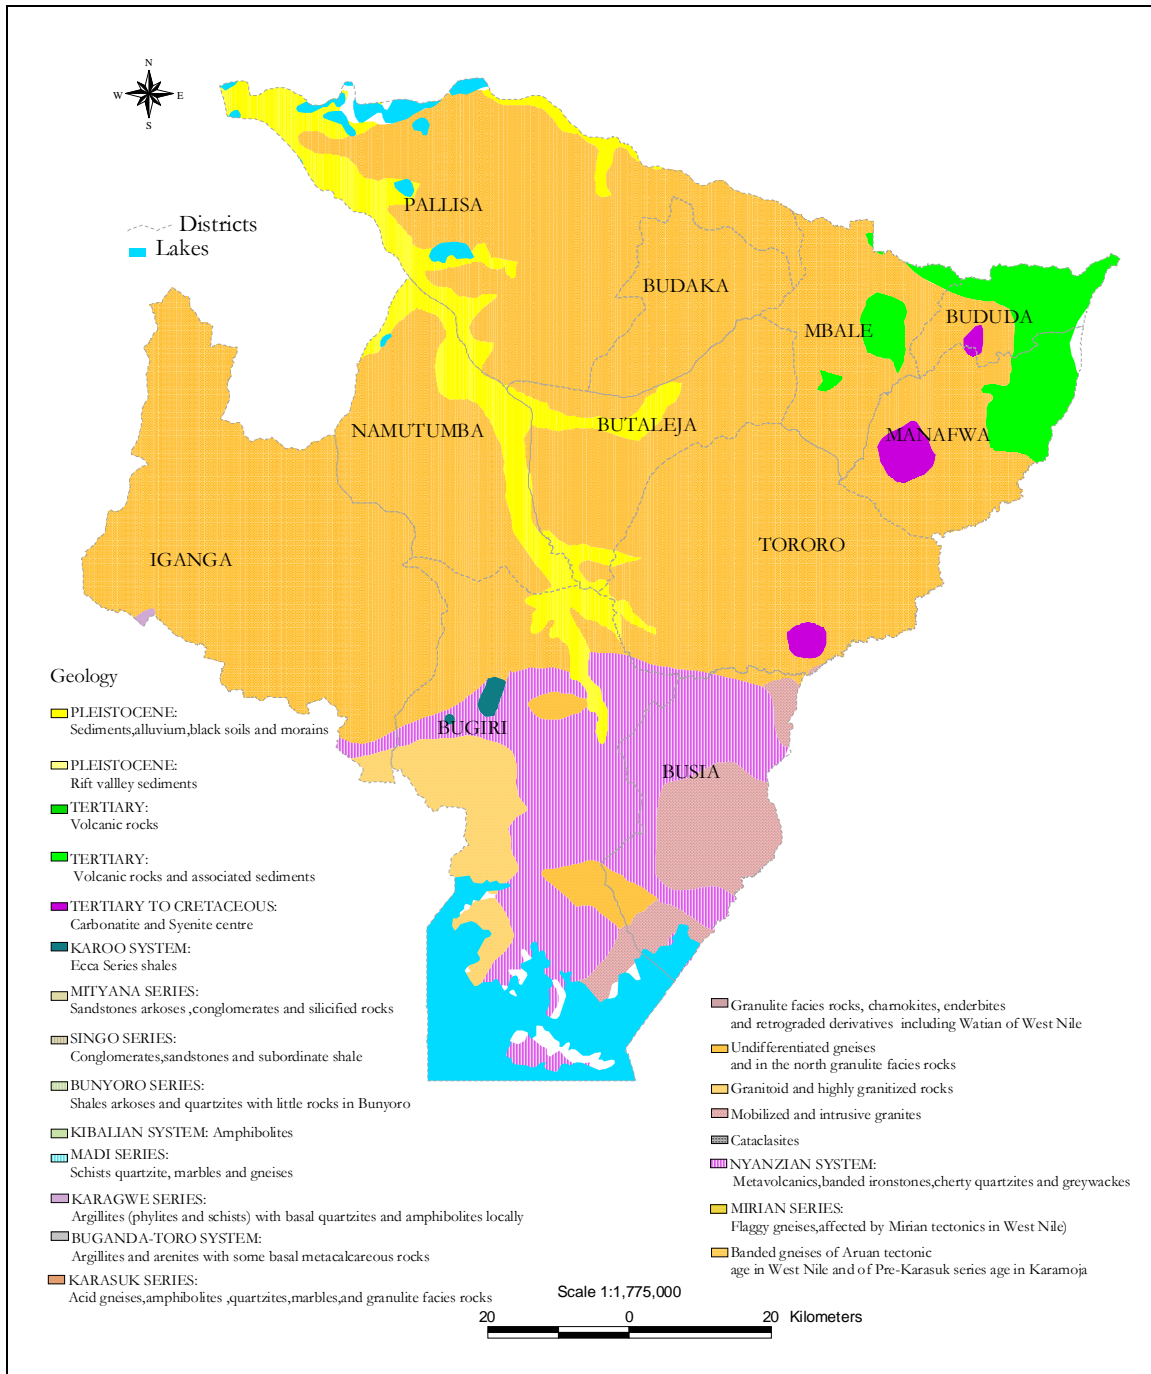 N
W E
S
PALLISA
Districts
Lakes
BUDAKA
BUDUDA
MBALE
BUTALEJA
NAMUTUMBA
MANAFWA
TORORO
IGANGA
BUGIRI
BUSIA
Geology
PLEISTOCENE:
Sediments,alluvium,black soils and morains
PLEISTOCENE:
Rift vallley sediments
TERTIARY:
Volcanic rocks
TERTIARY:
Volcanic rocks and associated sediments
TERTIARY TO CRETACEOUS:
Carbonatite and Syenite centre
KAROO SYSTEM:
Ecca Series shales
MITYANA SERIES:
Sandstones arkoses ,conglomerates and silicified rocks
SINGO SERIES:
Conglomerates,sandstones and subordinate shale
BUNYORO SERIES:
Shales arkoses and quartzites with little rocks in Bunyoro
KIBALIAN SYSTEM: Amphibolites
MADI SERIES:
Schists quartzite, marbles and gneises
KARAGWE SERIES:
Argillites (phylites and schists) with basal quartzites and amphibolites locally
BUGANDA-TORO SYSTEM:
Argillites and arenites with some basal metacalcareous rocks
KARASUK SERIES:
Acid gneises,amphibolites ,quartzites,marbles,and granulite facies rocks
Granulite facies rocks, charnokites, enderbites
and retrograded derivatives including Watian of West Nile
Undifferentiated gneises
and in the north granulite facies rocks
Granitoid and highly granitized rocks
Mobilized and intrusive granites
Cataclasites
NYANZIAN SYSTEM:
Metavolcanics,banded ironstones,cherty quartzites and greywackes
MIRIAN SERIES:
Flaggy gneises,affected by Mirian tectonics in West Nile)
Banded gneises of Aruan tectonic
age in West Nile and of Pre-Karasuk series age in Karamoja
Scale 1:1,775,000
20 0 20 Kilometers